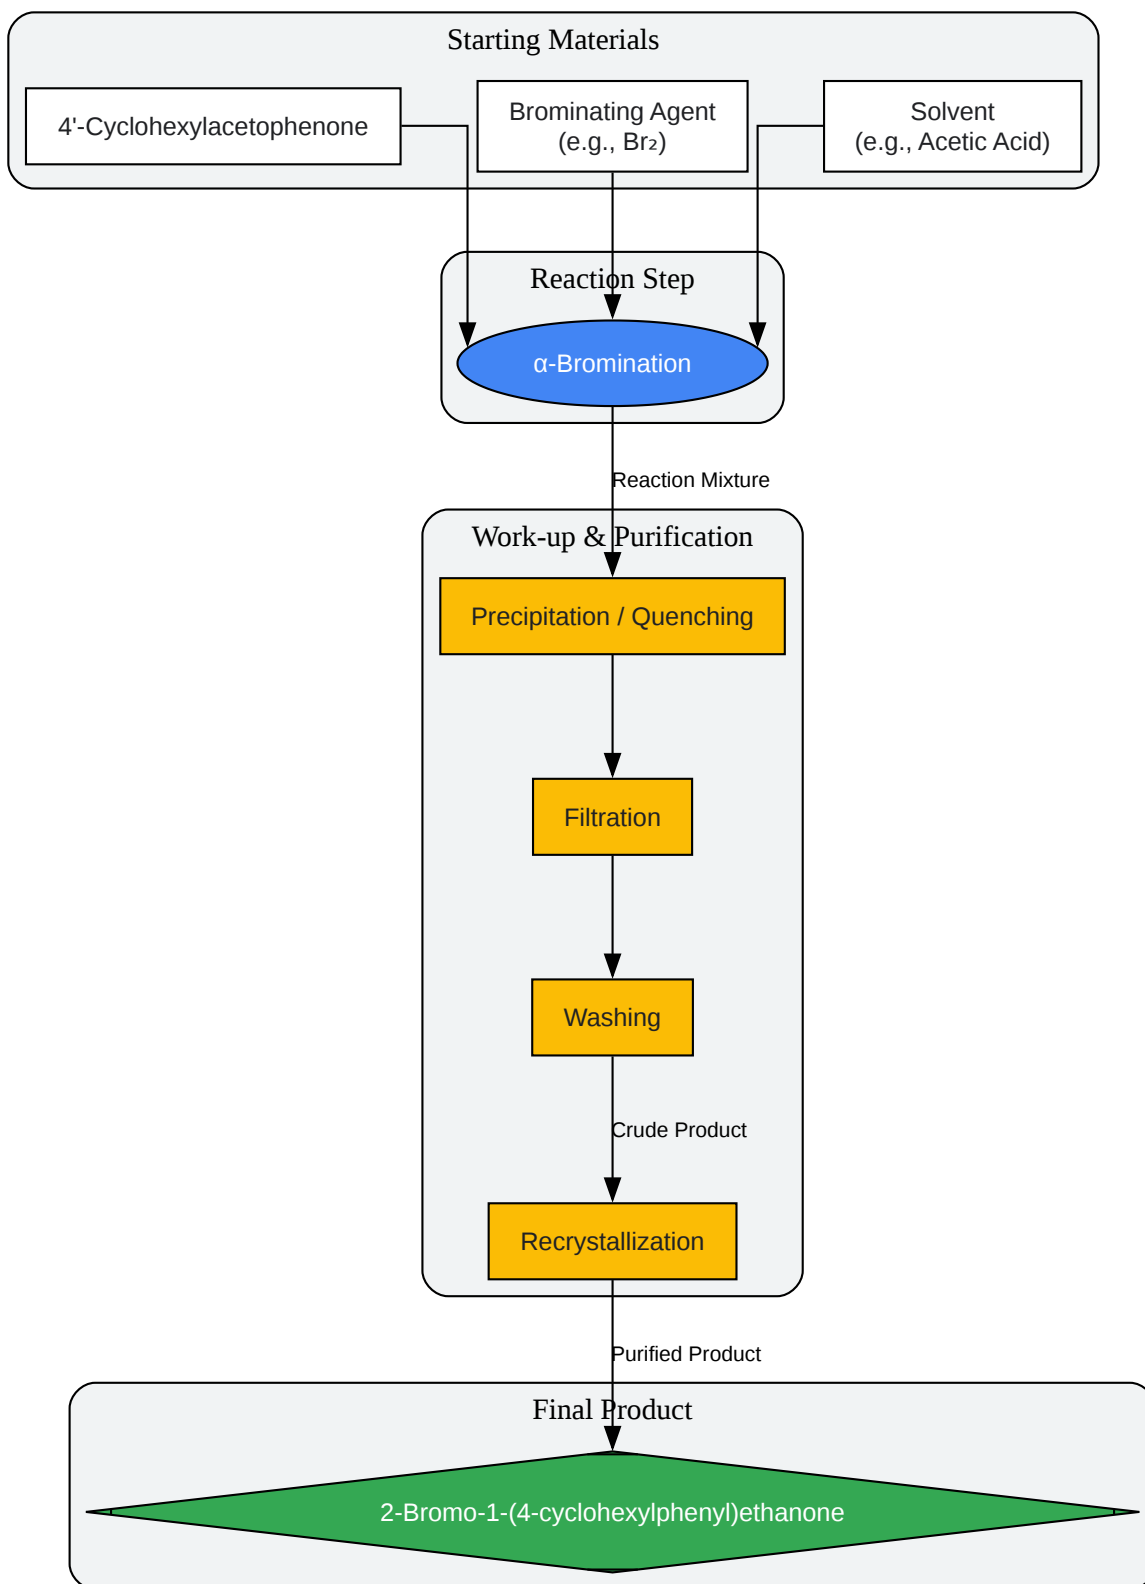 Starting Materials
4'-Cyclohexylacetophenone
Brominating Agent
(e.g., Br₂)
Solvent
(e.g., Acetic Acid)
Reaction Step
α-Bromination
Reaction Mixture
Work-up & Purification
Precipitation / Quenching
Filtration
Washing
Crude Product
Recrystallization
Purified Product
Final Product
2-Bromo-1-(4-cyclohexylphenyl)ethanone